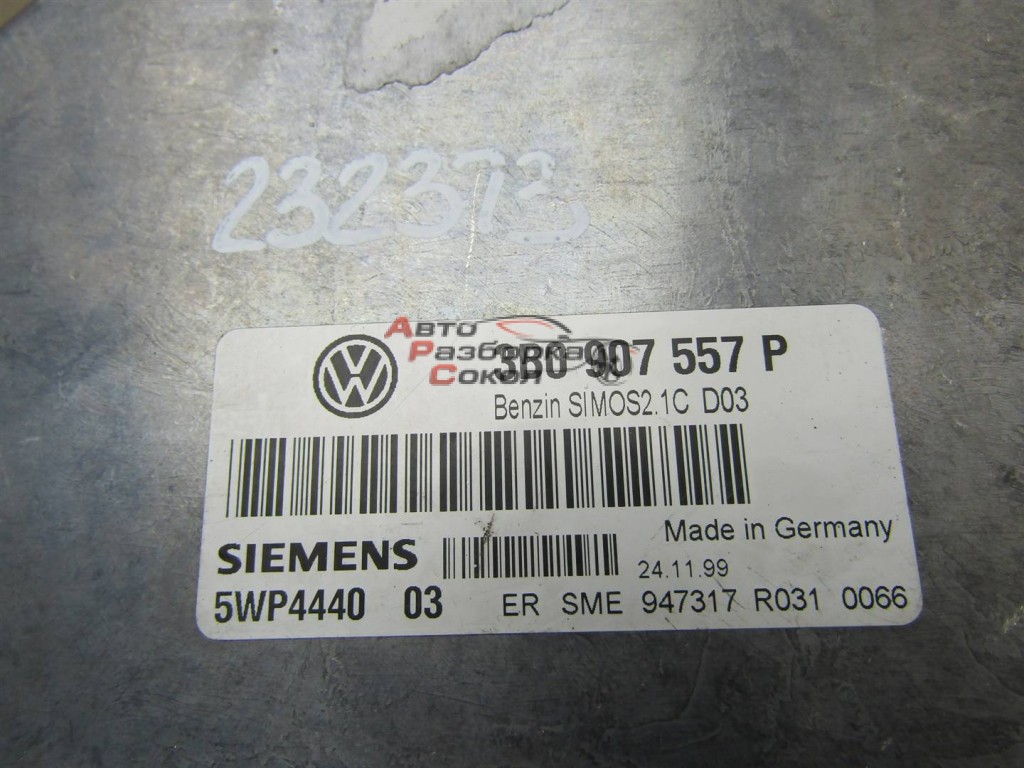 232373
Авто
Разборка
Сокол
3B0 907 557 P
Benzin SIMOS2.1C D03
Made in Germany
SIEMENS
24.11.99
5WP4440 03 ER SME 947317 R031 0066